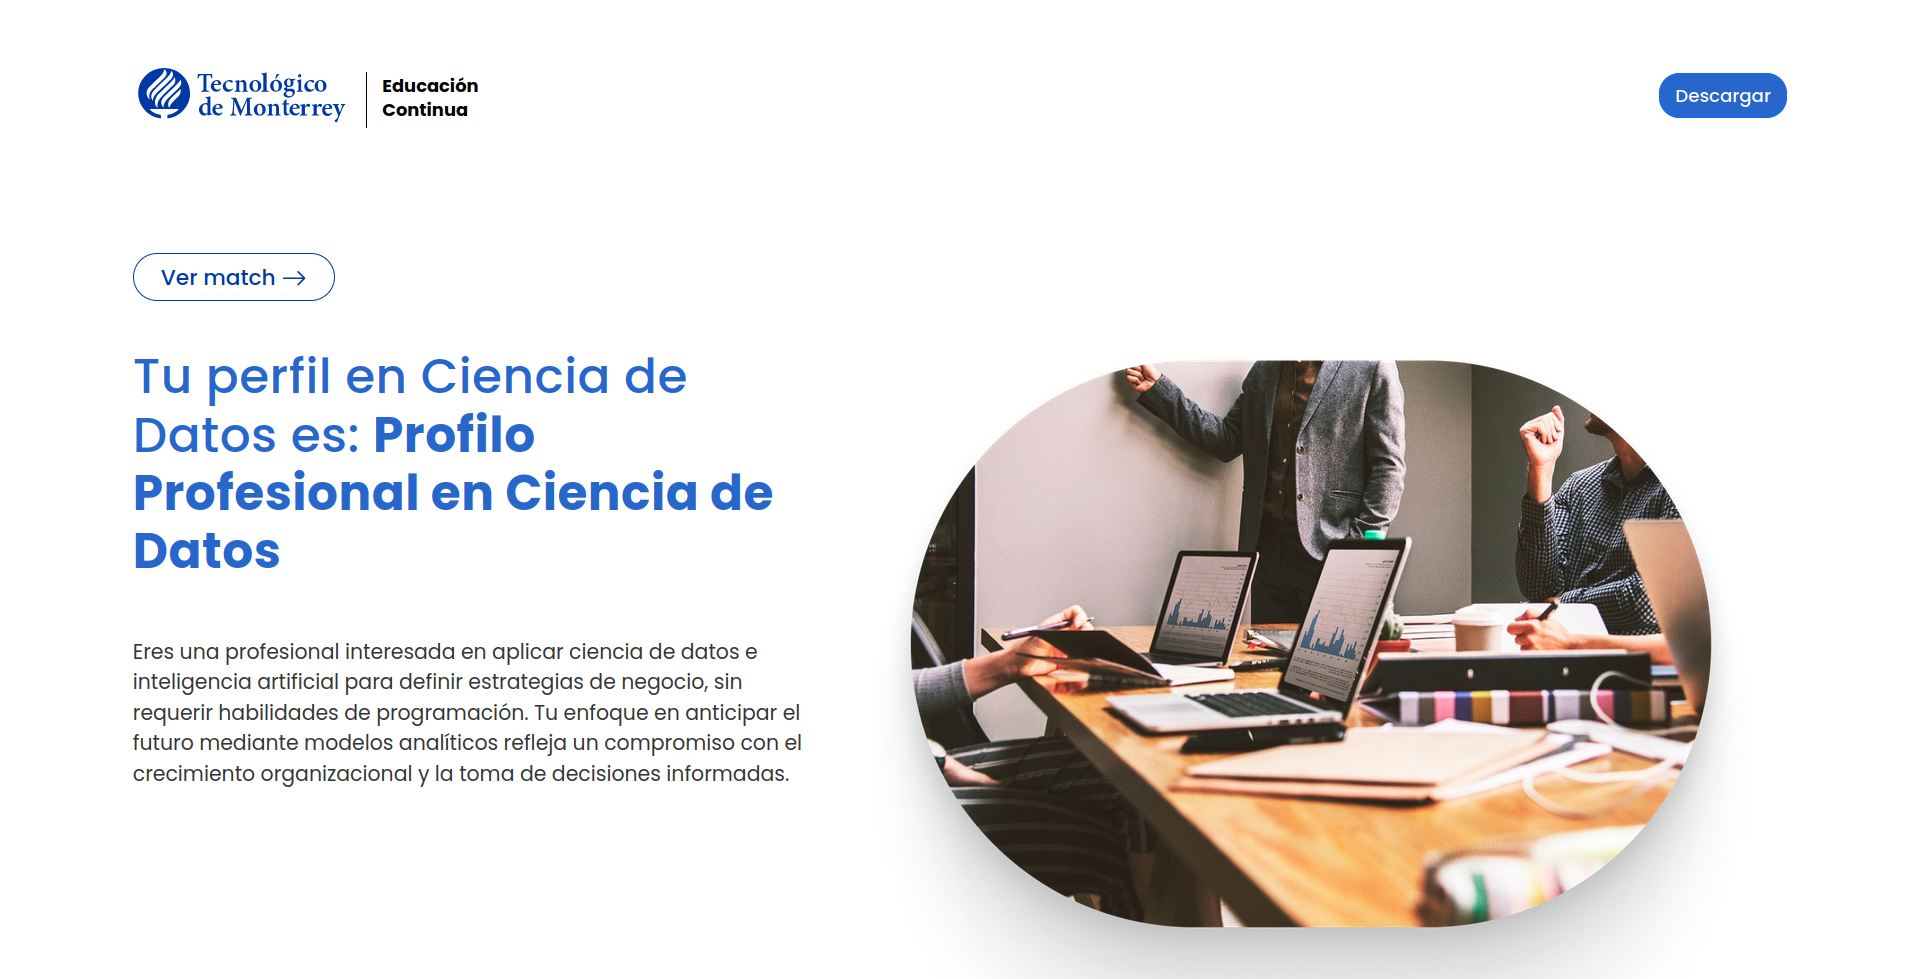 Tecnológico
de Monterrey
Educación
Continua
Descargar
Ver match
Tu perfil en Ciencia de
Datos es: Profilo
Profesional en Ciencia de
Datos
Eres una profesional interesada en aplicar ciencia de datos e
inteligencia artificial para definir estrategias de negocio, sin
requerir habilidades de programación. Tu enfoque en anticipar el
futuro mediante modelos analíticos refleja un compromiso con el
crecimiento organizacional y la toma de decisiones informadas.